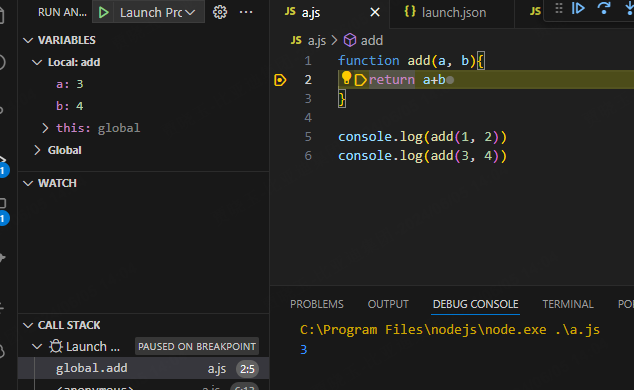 RUN AN... Launch Prc
VARIABLES
Local: add
a: 3
b: 4
this: global
Global
WATCH
CALL STACK
Launch ... PAUSED ON BREAKPOINT
global.add a.js 2:5
(anonymous) a.js 6:13
1
1
JS a.js
{ } launch.json
JS
JS a.js > add
1 function add(a, b){
2 return a+b
3 }
4
5 console.log(add(1, 2))
6 console.log(add(3, 4))
PROBLEMS OUTPUT DEBUG CONSOLE TERMINAL
C:\Program Files\nodejs\node.exe .\a.js
3